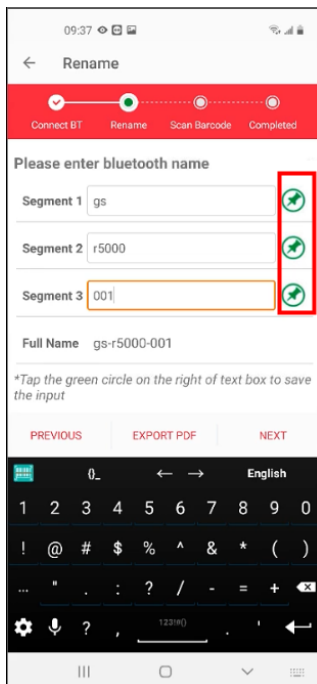 09:37
Rename
Connect BT Rename Scan Barcode Completed
Please enter bluetooth name
Segment 1 gs
Segment 2 r5000
Segment 3 001
Full Name gs-r5000-001
*Tap the green circle on the right of text box to save
the input
PREVIOUS EXPORT PDF NEXT
{}_ ← → English
1 2 3 4 5 6 7 8 9 0
! @ # $ % ^ & * ( )
... " . : ? / - = +
? , 123!#() . '